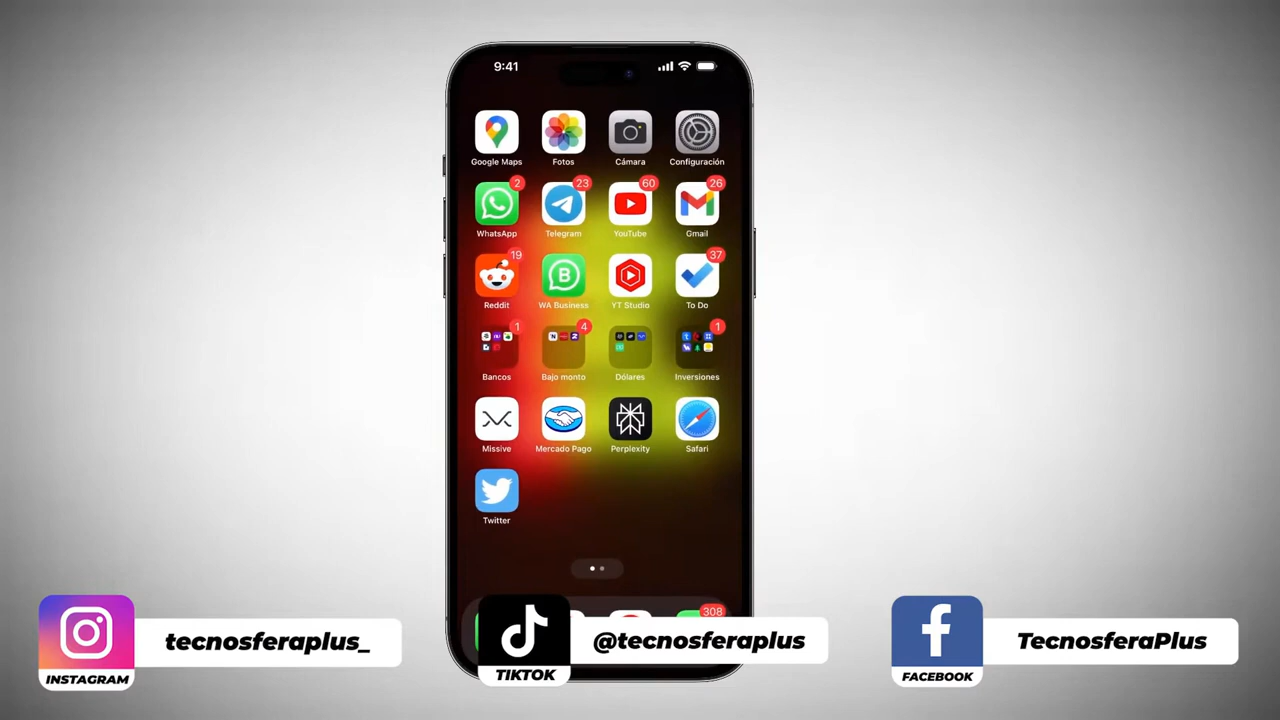 9:41
Google Maps
Fotos
Cámara
Configuración
2
23
60
26
WhatsApp
Telegram
YouTube
Gmail
19
37
Reddit
WA Business
YT Studio
To Do
1
4
1
Bancos
Bajo monto
Dólares
Inversiones
Missive
Mercado Pago
Perplexity
Safari
Twitter
308
tecnosferaplus_
INSTAGRAM
@tecnosferaplus
TIKTOK
TecnosferaPlus
FACEBOOK